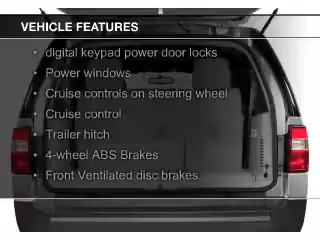 VEHICLE FEATURES
• digital keypad power door locks
• Power windows
• Cruise controls on steering wheel
• Cruise control
• Trailer hitch
• 4-wheel ABS Brakes
• Front Ventilated disc brakes